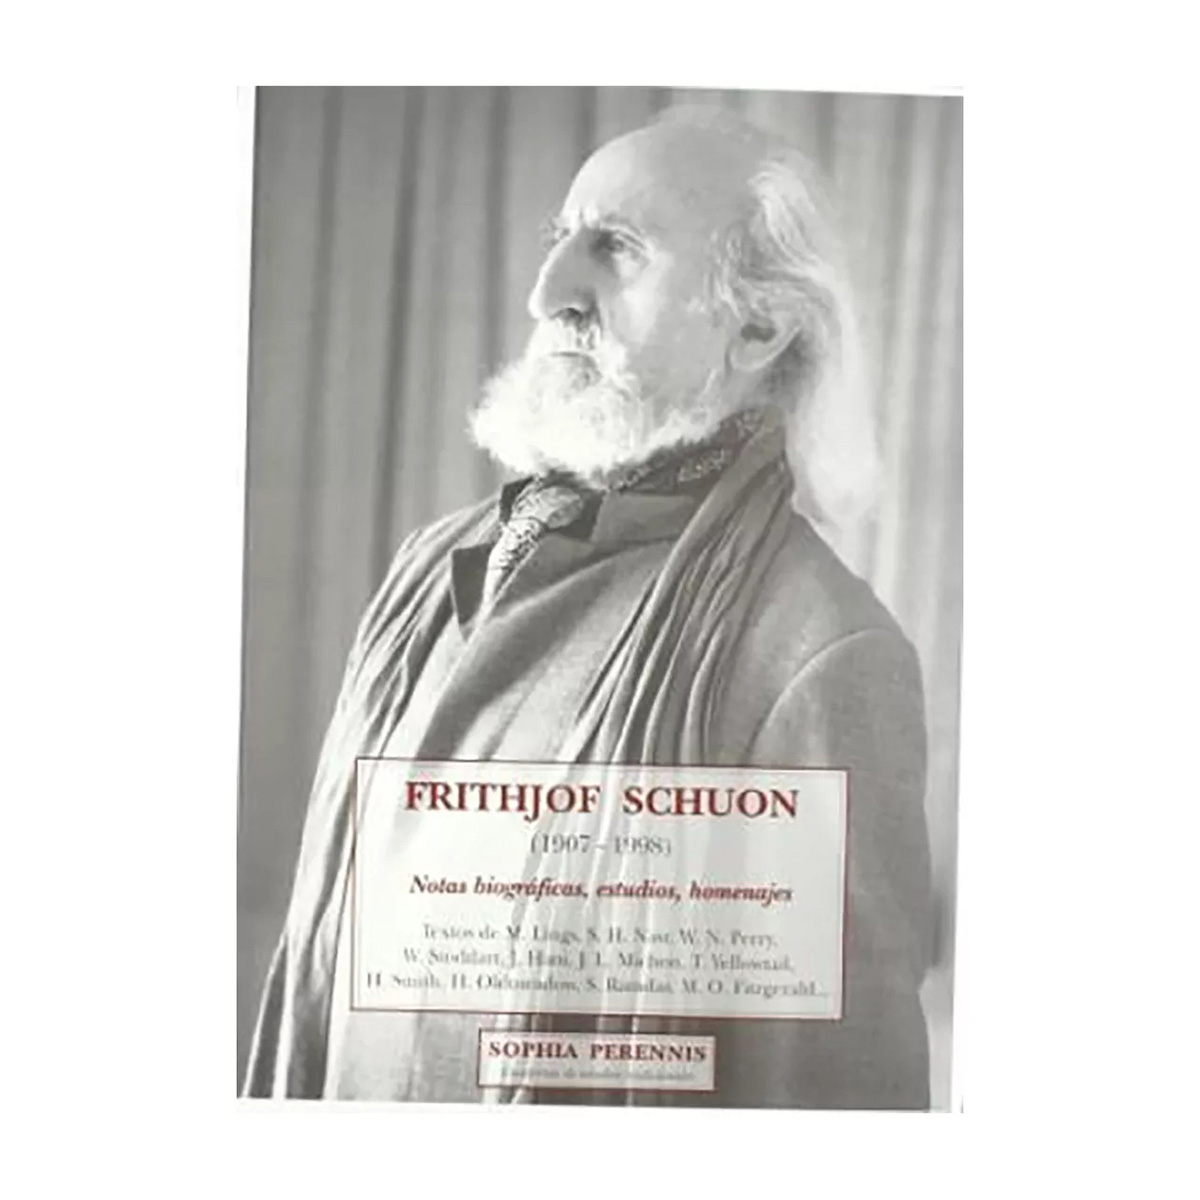 FRITHJOF SCHUON
(1907 - 1998)
Notas biográficas, estudios, homenajes
Textos de M. Lings, S. H. Nasr, W. N. Perry,
W. Stoddart, J. Hani, J. L. Michon, T. Yellowtail,
H. Smith, H. Oldmeadow, S. Ramdas, M. O. Fitzgerald...
SOPHIA PERENNIS